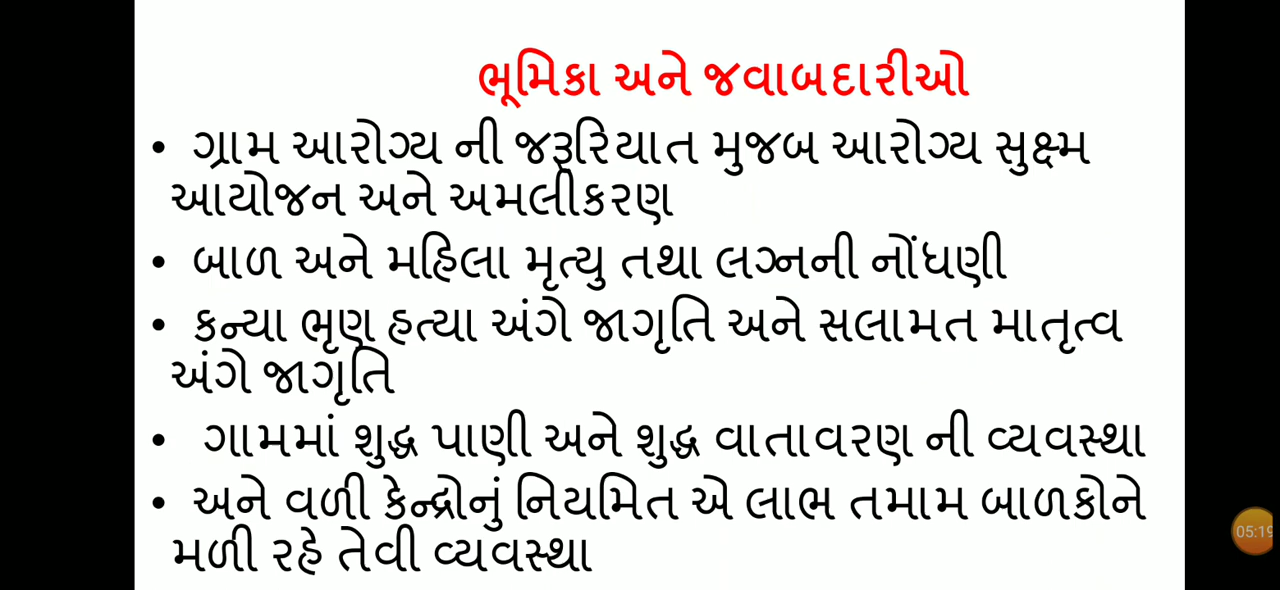 ભૂમિકા અને જવાબદારીઓ
• ગ્રામ આરોગ્ય ની જરૂરિયાત મુજબ આરોગ્ય સુક્ષ્મ
આયોજન અને અમલીકરણ
• બાળ અને મહિલા મૃત્યુ તથા લગ્નની નોંધણી
• કન્યા ભૃણ હત્યા અંગે જાગૃતિ અને સલામત માતૃત્વ
અંગે જાગૃતિ
• ગામમાં શુદ્ધ પાણી અને શુદ્ધ વાતાવરણ ની વ્યવસ્થા
• અને વળી કેન્દ્રોનું નિયમિત એ લાભ તમામ બાળકોને
મળી રહે તેવી વ્યવસ્થા
05:19